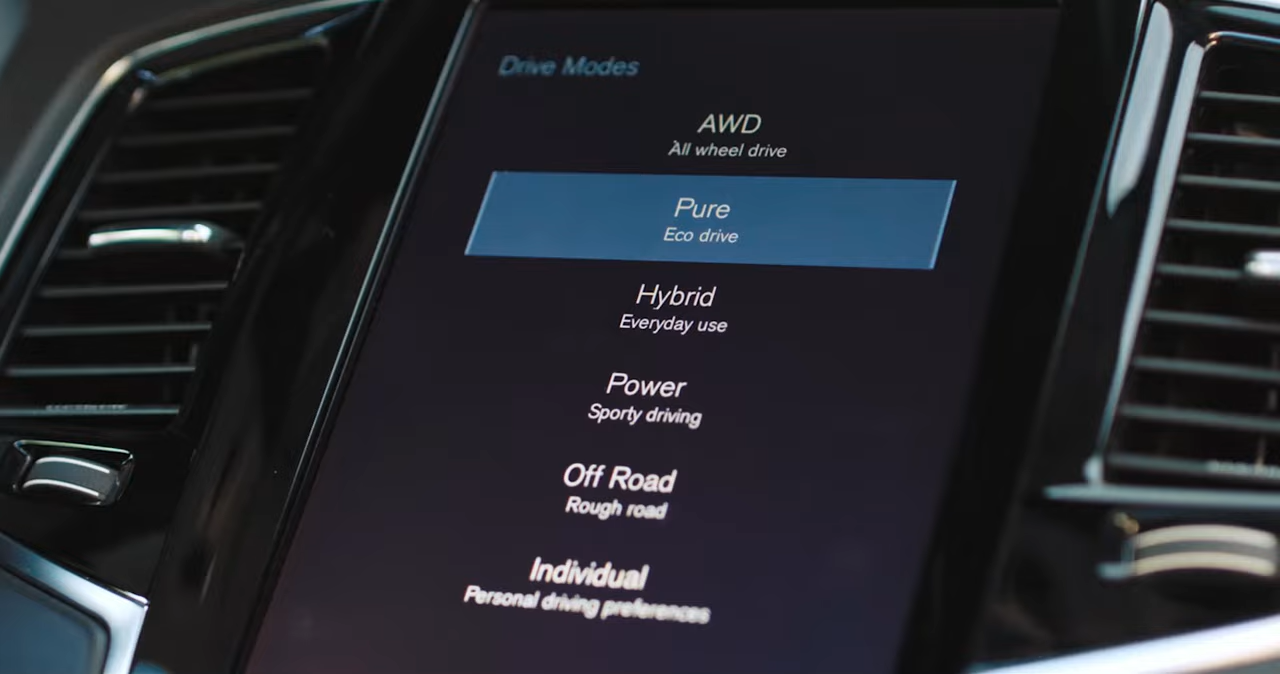 Drive Modes
AWD
All wheel drive
Pure
Eco drive
Hybrid
Everyday use
Power
Sporty driving
Off Road
Rough road
Individual
Personal driving preferences